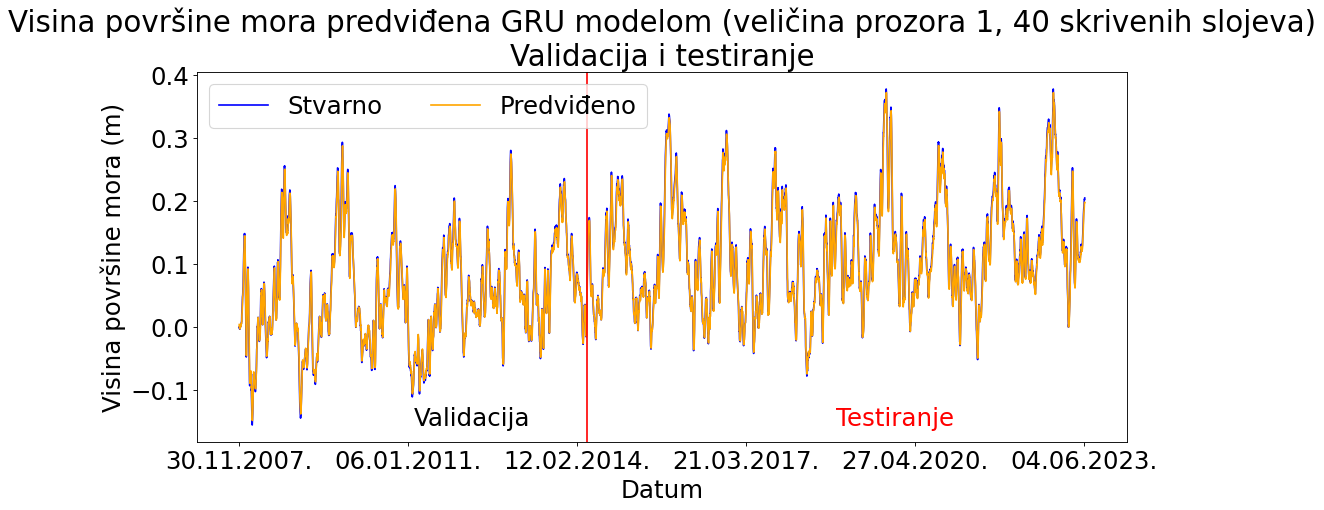 Visina površine mora predviđena GRU modelom (veličina prozora 1, 40 skrivenih slojeva)
Validacija i testiranje
Stvarno Predviđeno
Visina površine mora (m)
0.4
0.3
0.2
0.1
0.0
−0.1
Validacija Testiranje
30.11.2007. 06.01.2011. 12.02.2014. 21.03.2017. 27.04.2020. 04.06.2023.
Datum